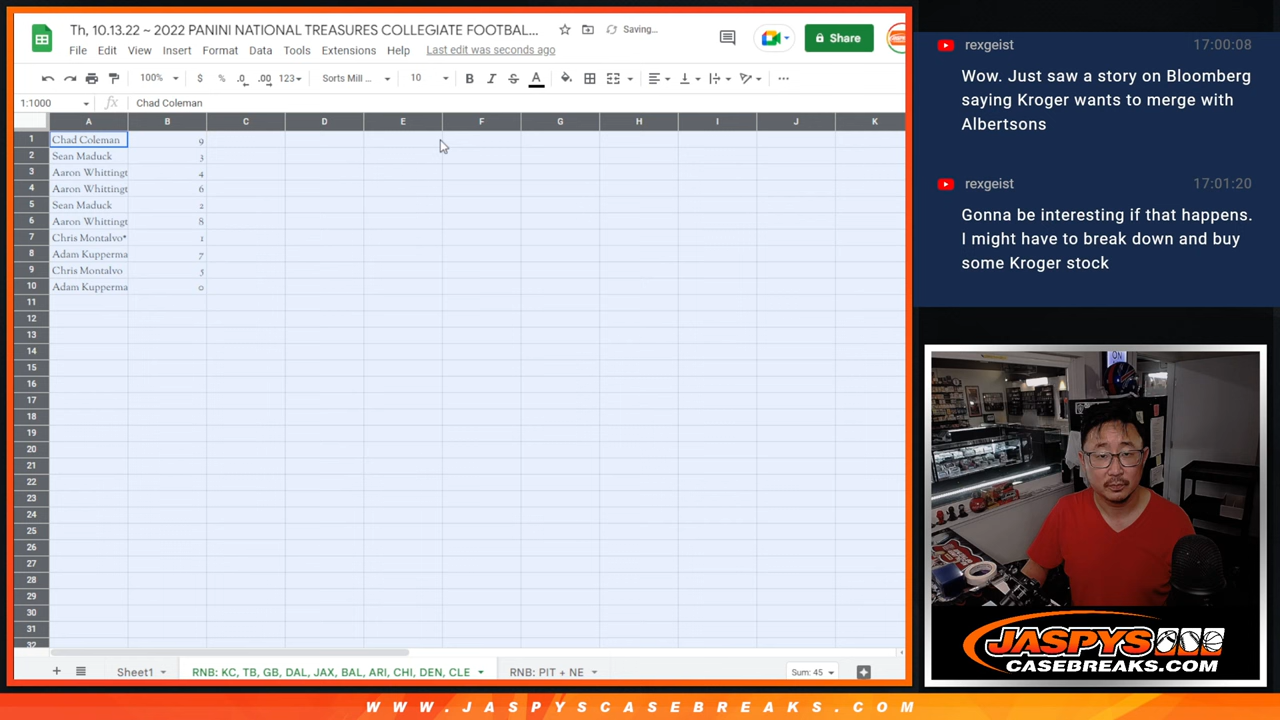 Th, 10.13.22 ~ 2022 PANINI NATIONAL TREASURES COLLEGIATE FOOTBAL...
Saving...
File Edit View Insert Format Data Tools Extensions Help Last edit was seconds ago
Share
100% $ % .0 .00 123 Sorts Mill ... 10 B I S A
1:1000 fx Chad Coleman
A B C D E F G H I J K
1 Chad Coleman 9
2 Sean Maduck 3
3 Aaron Whittingt 4
4 Aaron Whittingt 6
5 Sean Maduck 2
6 Aaron Whittingt 8
7 Chris Montalvo* 1
8 Adam Kupperma 7
9 Chris Montalvo 5
10 Adam Kupperma 0
11
12
13
14
15
16
17
18
19
20
21
22
23
24
25
26
27
28
29
30
31
32
+ Sheet1 RNB: KC, TB, GB, DAL, JAX, BAL, ARI, CHI, DEN, CLE RNB: PIT + NE Sum: 45
rexgeist 17:00:08
Wow. Just saw a story on Bloomberg
saying Kroger wants to merge with
Albertsons
rexgeist 17:01:20
Gonna be interesting if that happens.
I might have to break down and buy
some Kroger stock
ON
JASPYS
CASEBREAKS.COM
WWW.JASPYSCASEBREAKS.COM